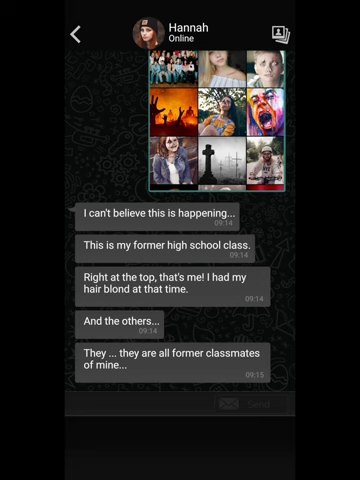 Hannah
Online
I can't believe this is happening...
09:14
This is my former high school class.
09:14
Right at the top, that's me! I had my
hair blond at that time.
09:14
And the others...
09:14
They ... they are all former classmates
of mine...
09:15
Send